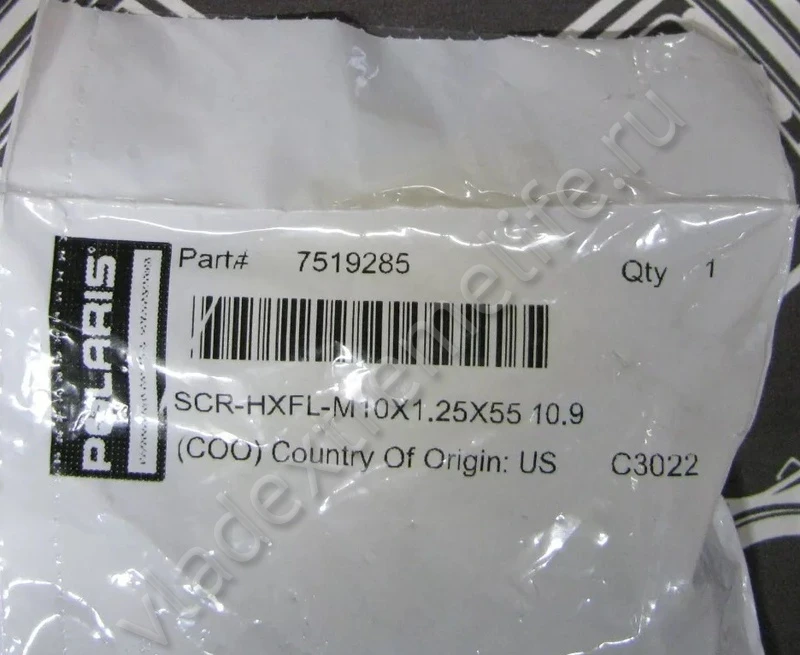 POLARIS
Part# 7519285 Qty 1
SCR-HXFL-M10X1.25X55 10.9
(COO) Country Of Origin: US C3022
vladextremelife.ru